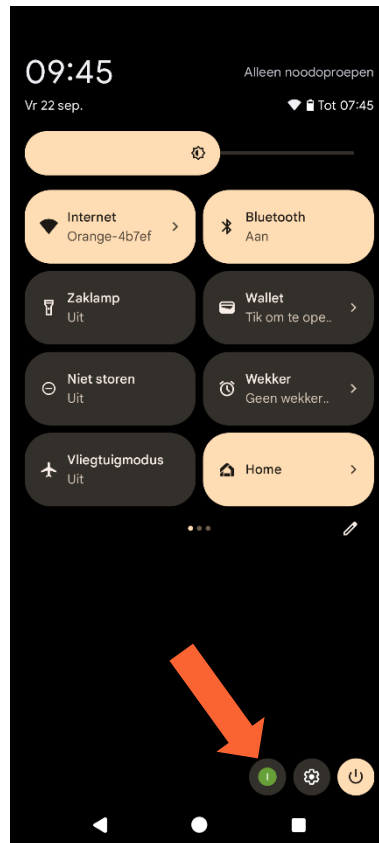 09:45
Alleen noodoproepen
Vr 22 sep.
Tot 07:45
Internet
Orange-4b7ef
Bluetooth
Aan
Zaklamp
Uit
Wallet
Tik om te ope..
Niet storen
Uit
Wekker
Geen wekker..
Vliegtuigmodus
Uit
Home